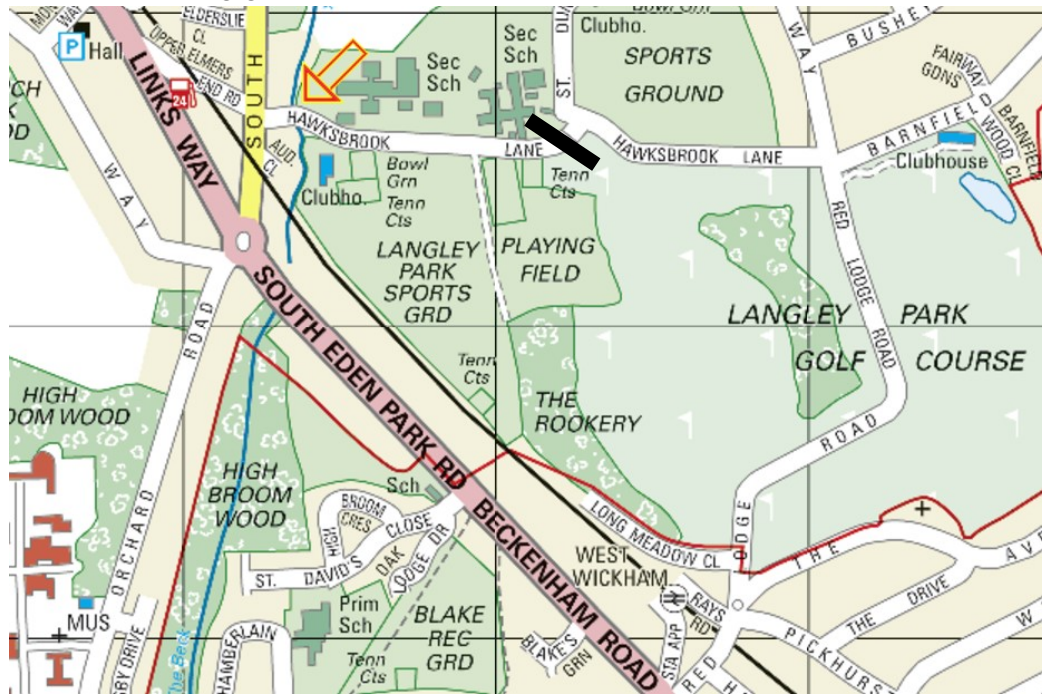 ELDERSLIE
CL
WAY
P
Hall
UPPER ELMERS
END RD
24
LINKS WAY
SOUTH
Sec
Sch
Sec
Sch
ST.
Clubho.
SPORTS
GROUND
WAY
BUSHEY
FAIRWAY
GDNS
WOOD CL
BARNFIELD
BARNFIELD
Clubhouse
HAWKSBROOK
LANE
HAWKSBROOK LANE
AUD.
CL
Clubho.
Bowl
Grn
Tenn
Cts
Tenn
Cts
WAY
LANGLEY
PARK
SPORTS
GRD
PLAYING
FIELD
RED LODGE ROAD
LANGLEY PARK
GOLF COURSE
SOUTH EDEN PARK RD
ROAD
Tenn
Cts
THE
ROOKERY
ROAD
HIGH
WOOD
HIGH
BROOM
WOOD
Sch
BROOM
CRES
HIGH
CLOSE
ST. DAVID'S
OAK
LODGE DR
BECKENHAM ROAD
LONG MEADOW CL
LODGE
THE
AVE
WEST
WICKHAM
ORCHARD
MUS
The Beck
Prim
Sch
BLAKE
REC
GRD
Tenn
Cts
BLAKE'S
GRN
STA APP
RAYS
RD
RED
PICKHURST
THE DRIVE
W